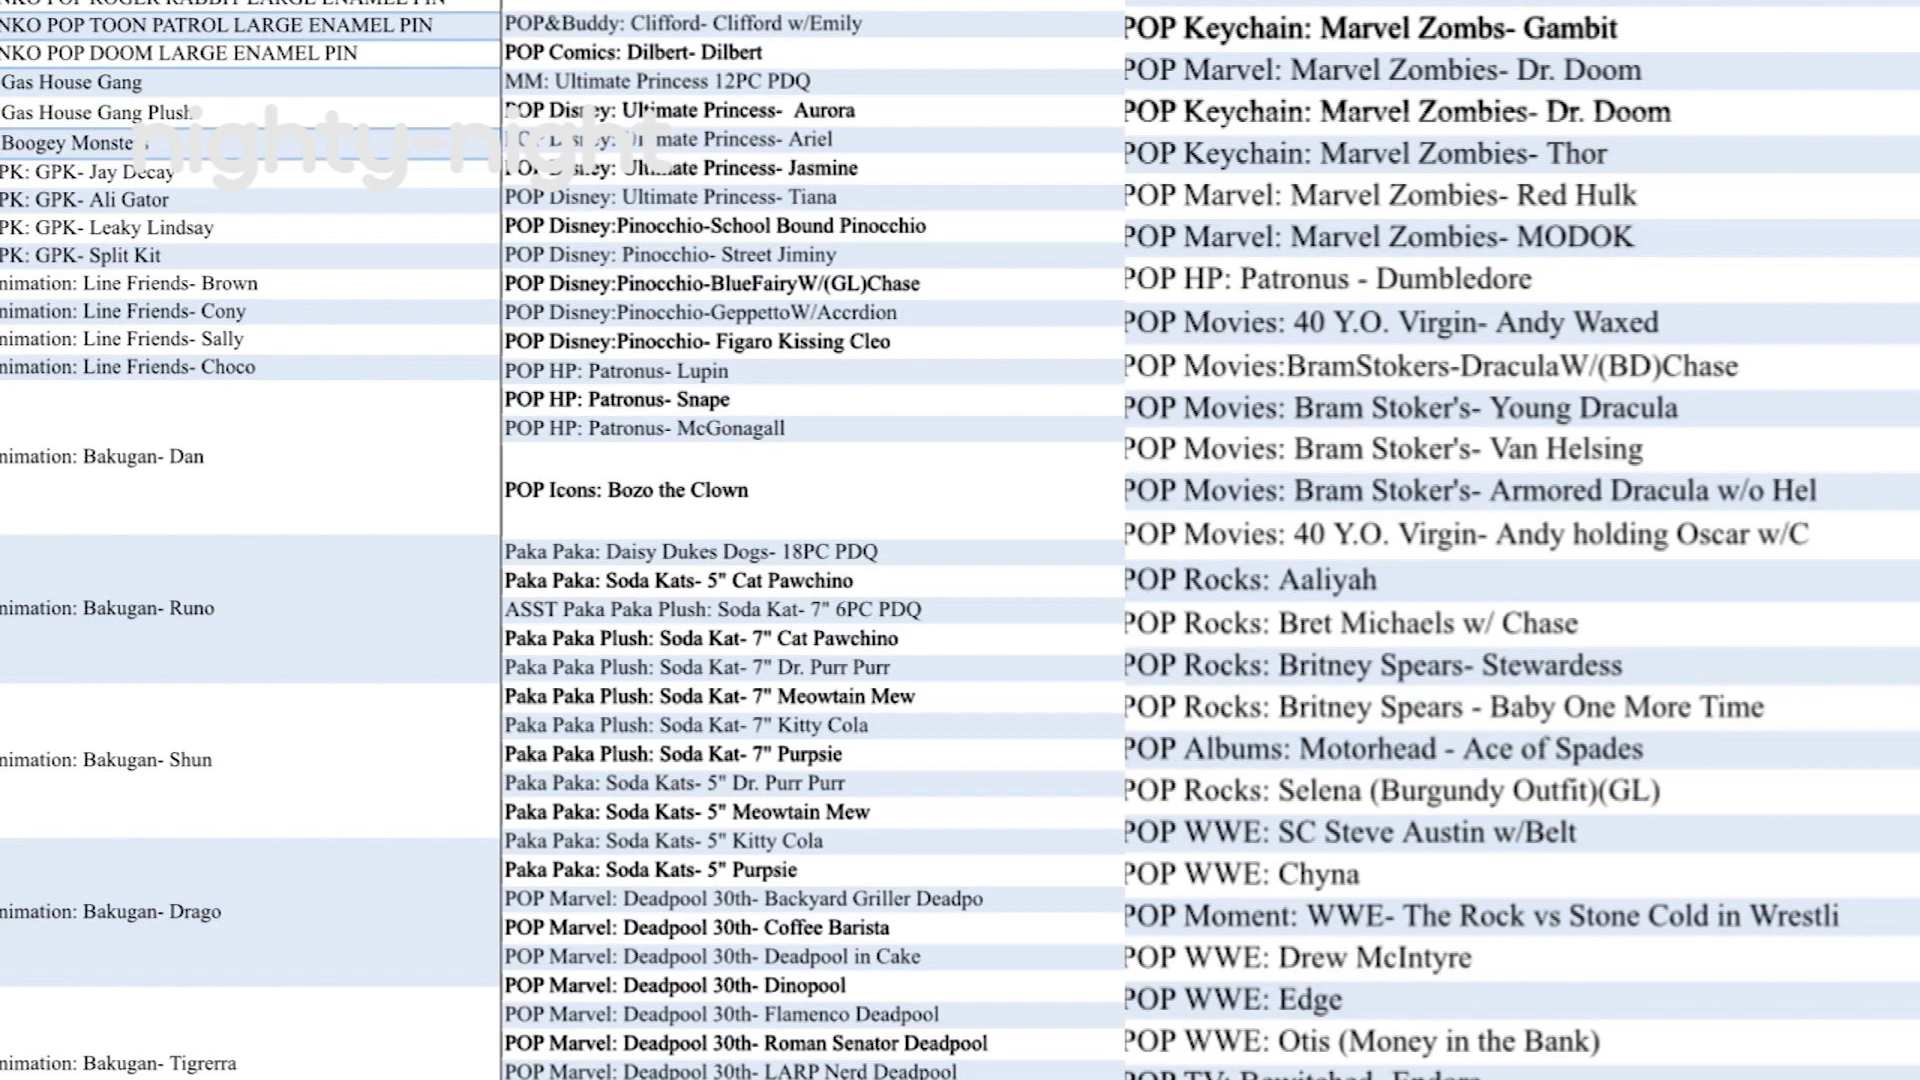 NKO POP ROGER RABBIT LARGE ENAMEL PIN
NKO POP TOON PATROL LARGE ENAMEL PIN
NKO POP DOOM LARGE ENAMEL PIN
Gas House Gang
Gas House Gang Plush
Boogey Monsters
PK: GPK- Jay Decay
PK: GPK- Ali Gator
PK: GPK- Leaky Lindsay
PK: GPK- Split Kit
nimation: Line Friends- Brown
nimation: Line Friends- Cony
nimation: Line Friends- Sally
nimation: Line Friends- Choco
nimation: Bakugan- Dan
nimation: Bakugan- Runo
nimation: Bakugan- Shun
nimation: Bakugan- Drago
nimation: Bakugan- Tigrerra
nighty-night
POP&Buddy: Clifford- Clifford w/Emily
POP Comics: Dilbert- Dilbert
MM: Ultimate Princess 12PC PDQ
POP Disney: Ultimate Princess- Aurora
POP Disney: Ultimate Princess- Ariel
POP Disney: Ultimate Princess- Jasmine
POP Disney: Ultimate Princess- Tiana
POP Disney:Pinocchio-School Bound Pinocchio
POP Disney: Pinocchio- Street Jiminy
POP Disney:Pinocchio-BlueFairyW/(GL)Chase
POP Disney:Pinocchio-GeppettoW/Accrdion
POP Disney:Pinocchio- Figaro Kissing Cleo
POP HP: Patronus- Lupin
POP HP: Patronus- Snape
POP HP: Patronus- McGonagall
POP Icons: Bozo the Clown
Paka Paka: Daisy Dukes Dogs- 18PC PDQ
Paka Paka: Soda Kats- 5" Cat Pawchino
ASST Paka Paka Plush: Soda Kat- 7" 6PC PDQ
Paka Paka Plush: Soda Kat- 7" Cat Pawchino
Paka Paka Plush: Soda Kat- 7" Dr. Purr Purr
Paka Paka Plush: Soda Kat- 7" Meowtain Mew
Paka Paka Plush: Soda Kat- 7" Kitty Cola
Paka Paka Plush: Soda Kat- 7" Purpsie
Paka Paka: Soda Kats- 5" Dr. Purr Purr
Paka Paka: Soda Kats- 5" Meowtain Mew
Paka Paka: Soda Kats- 5" Kitty Cola
Paka Paka: Soda Kats- 5" Purpsie
POP Marvel: Deadpool 30th- Backyard Griller Deadpo
POP Marvel: Deadpool 30th- Coffee Barista
POP Marvel: Deadpool 30th- Deadpool in Cake
POP Marvel: Deadpool 30th- Dinopool
POP Marvel: Deadpool 30th- Flamenco Deadpool
POP Marvel: Deadpool 30th- Roman Senator Deadpool
POP Marvel: Deadpool 30th- LARP Nerd Deadpool
POP Keychain: Marvel Zombs- Gambit
POP Marvel: Marvel Zombies- Dr. Doom
POP Keychain: Marvel Zombies- Dr. Doom
POP Keychain: Marvel Zombies- Thor
POP Marvel: Marvel Zombies- Red Hulk
POP Marvel: Marvel Zombies- MODOK
POP HP: Patronus - Dumbledore
POP Movies: 40 Y.O. Virgin- Andy Waxed
POP Movies:BramStokers-DraculaW/(BD)Chase
POP Movies: Bram Stoker's- Young Dracula
POP Movies: Bram Stoker's- Van Helsing
POP Movies: Bram Stoker's- Armored Dracula w/o Hel
POP Movies: 40 Y.O. Virgin- Andy holding Oscar w/C
POP Rocks: Aaliyah
POP Rocks: Bret Michaels w/ Chase
POP Rocks: Britney Spears- Stewardess
POP Rocks: Britney Spears - Baby One More Time
POP Albums: Motorhead - Ace of Spades
POP Rocks: Selena (Burgundy Outfit)(GL)
POP WWE: SC Steve Austin w/Belt
POP WWE: Chyna
POP Moment: WWE- The Rock vs Stone Cold in Wrestli
POP WWE: Drew McIntyre
POP WWE: Edge
POP WWE: Otis (Money in the Bank)
POP TV: Bewitched- Endora